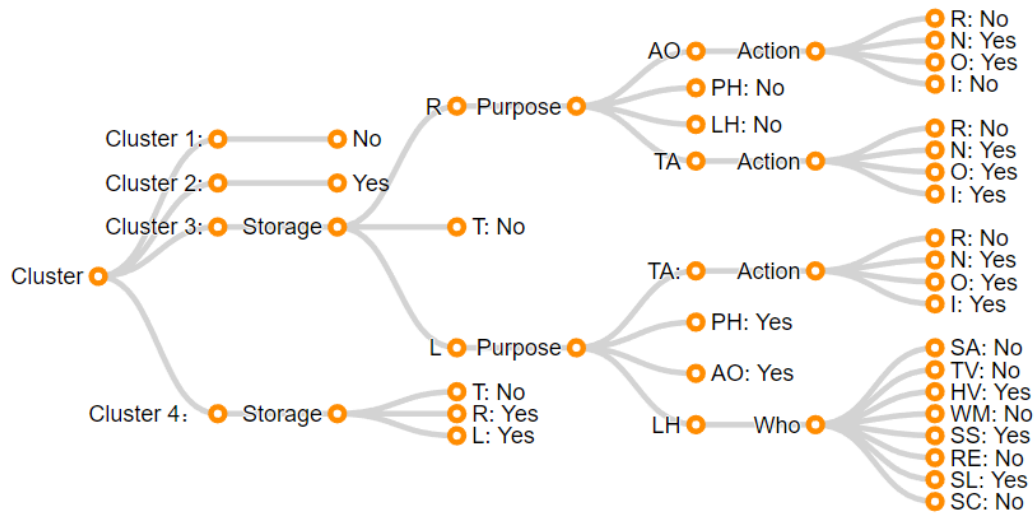 Cluster
Cluster 1:
No
Cluster 2:
Yes
Cluster 3:
Storage
R
Purpose
AO
Action
R: No
N: Yes
O: Yes
I: No
PH: No
LH: No
TA
Action
R: No
N: Yes
O: Yes
I: Yes
T: No
L
Purpose
TA:
Action
R: No
N: Yes
O: Yes
I: Yes
PH: Yes
AO: Yes
LH
Who
SA: No
TV: No
HV: Yes
WM: No
SS: Yes
RE: No
SL: Yes
SC: No
Cluster 4：
Storage
T: No
R: Yes
L: Yes